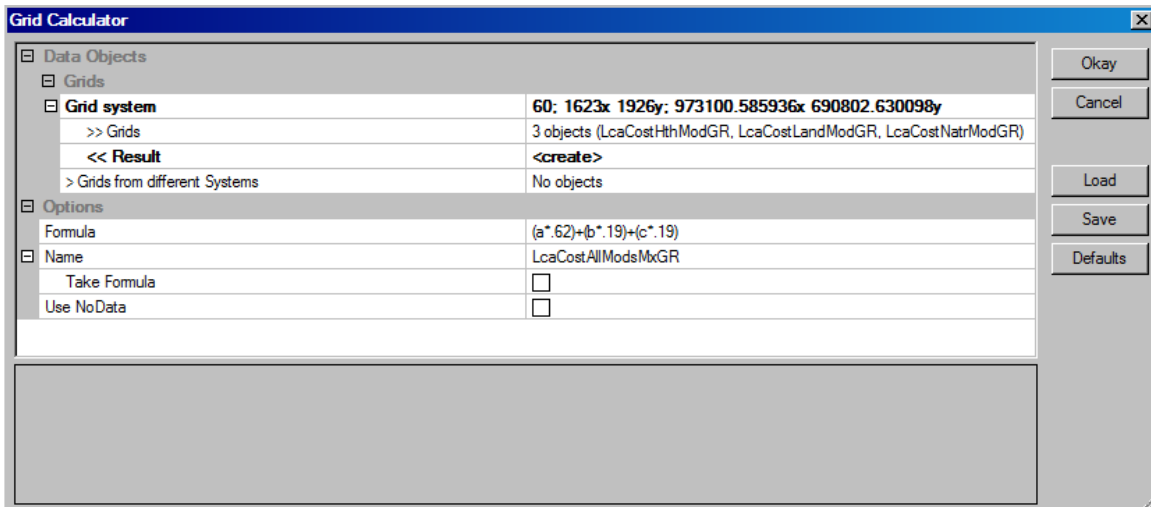 Grid Calculator
Data Objects
Grids
Grid system 60; 1623x 1926y; 973100.585936x 690802.630098y
>> Grids 3 objects (LcaCostHthModGR, LcaCostLandModGR, LcaCostNatrModGR)
<< Result <create>
> Grids from different Systems No objects
Options
Formula (a*.62)+(b*.19)+(c*.19)
Name LcaCostAllModsMxGR
Take Formula
Use NoData
Okay
Cancel
Load
Save
Defaults